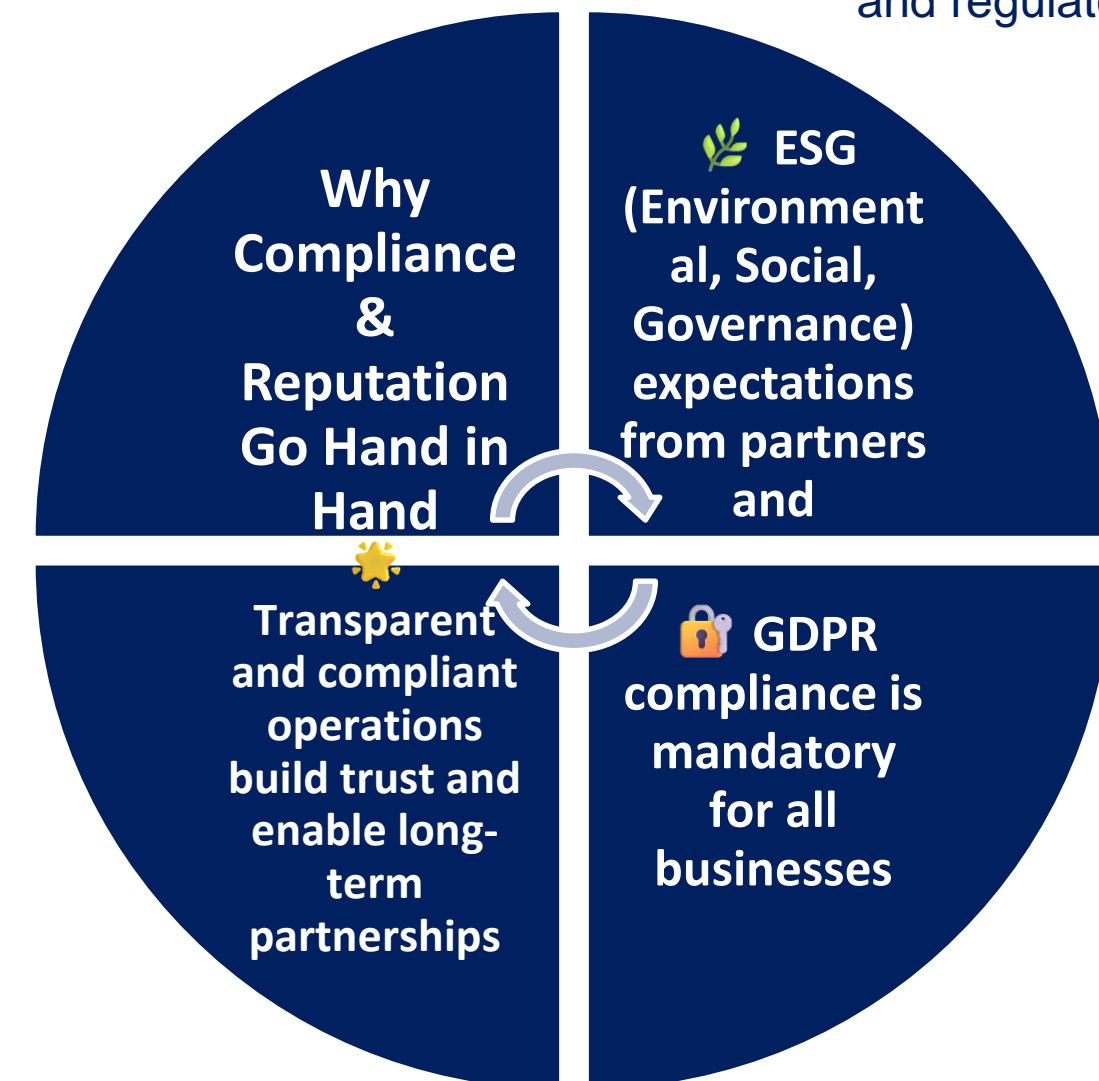 and regulate
Why
Compliance
&
Reputation
Go Hand in
Hand
🌿 ESG
(Environment
al, Social,
Governance)
expectations
from partners
and
🔐 GDPR
compliance is
mandatory
for all
businesses
🌟
Transparent
and compliant
operations
build trust and
enable long-
term
partnerships